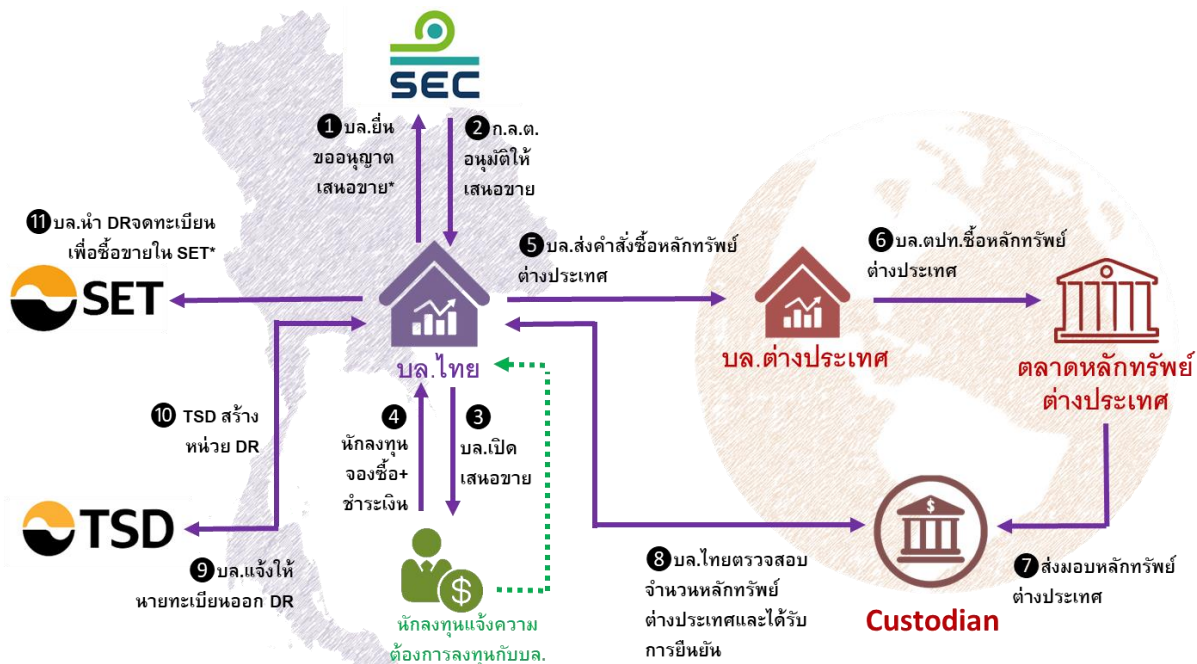 SEC
❶บล.ยื่น
ขออนุญาต
เสนอขาย*
❷ก.ล.ต.
อนุมัติให้
เสนอขาย
⓫บล.นำ DRจดทะเบียน
เพื่อซื้อขายใน SET*
SET
❺บล.ส่งคำสั่งซื้อหลักทรัพย์
ต่างประเทศ
❻บล.ตปท.ซื้อหลักทรัพย์
ต่างประเทศ
บล.ไทย
บล.ต่างประเทศ
ตลาดหลักทรัพย์
ต่างประเทศ
❿ TSD สร้าง
หน่วย DR
❹
นักลงทุน
จองซื้อ+
ชำระเงิน
❸
บล.เปิด
เสนอขาย
TSD
❾บล.แจ้งให้
นายทะเบียนออก DR
$
$
นักลงทุนแจ้งความ
ต้องการลงทุนกับบล.
❽บล.ไทยตรวจสอบ
จำนวนหลักทรัพย์
ต่างประเทศและได้รับ
การยืนยัน
Custodian
❼ส่งมอบหลักทรัพย์
ต่างประเทศ